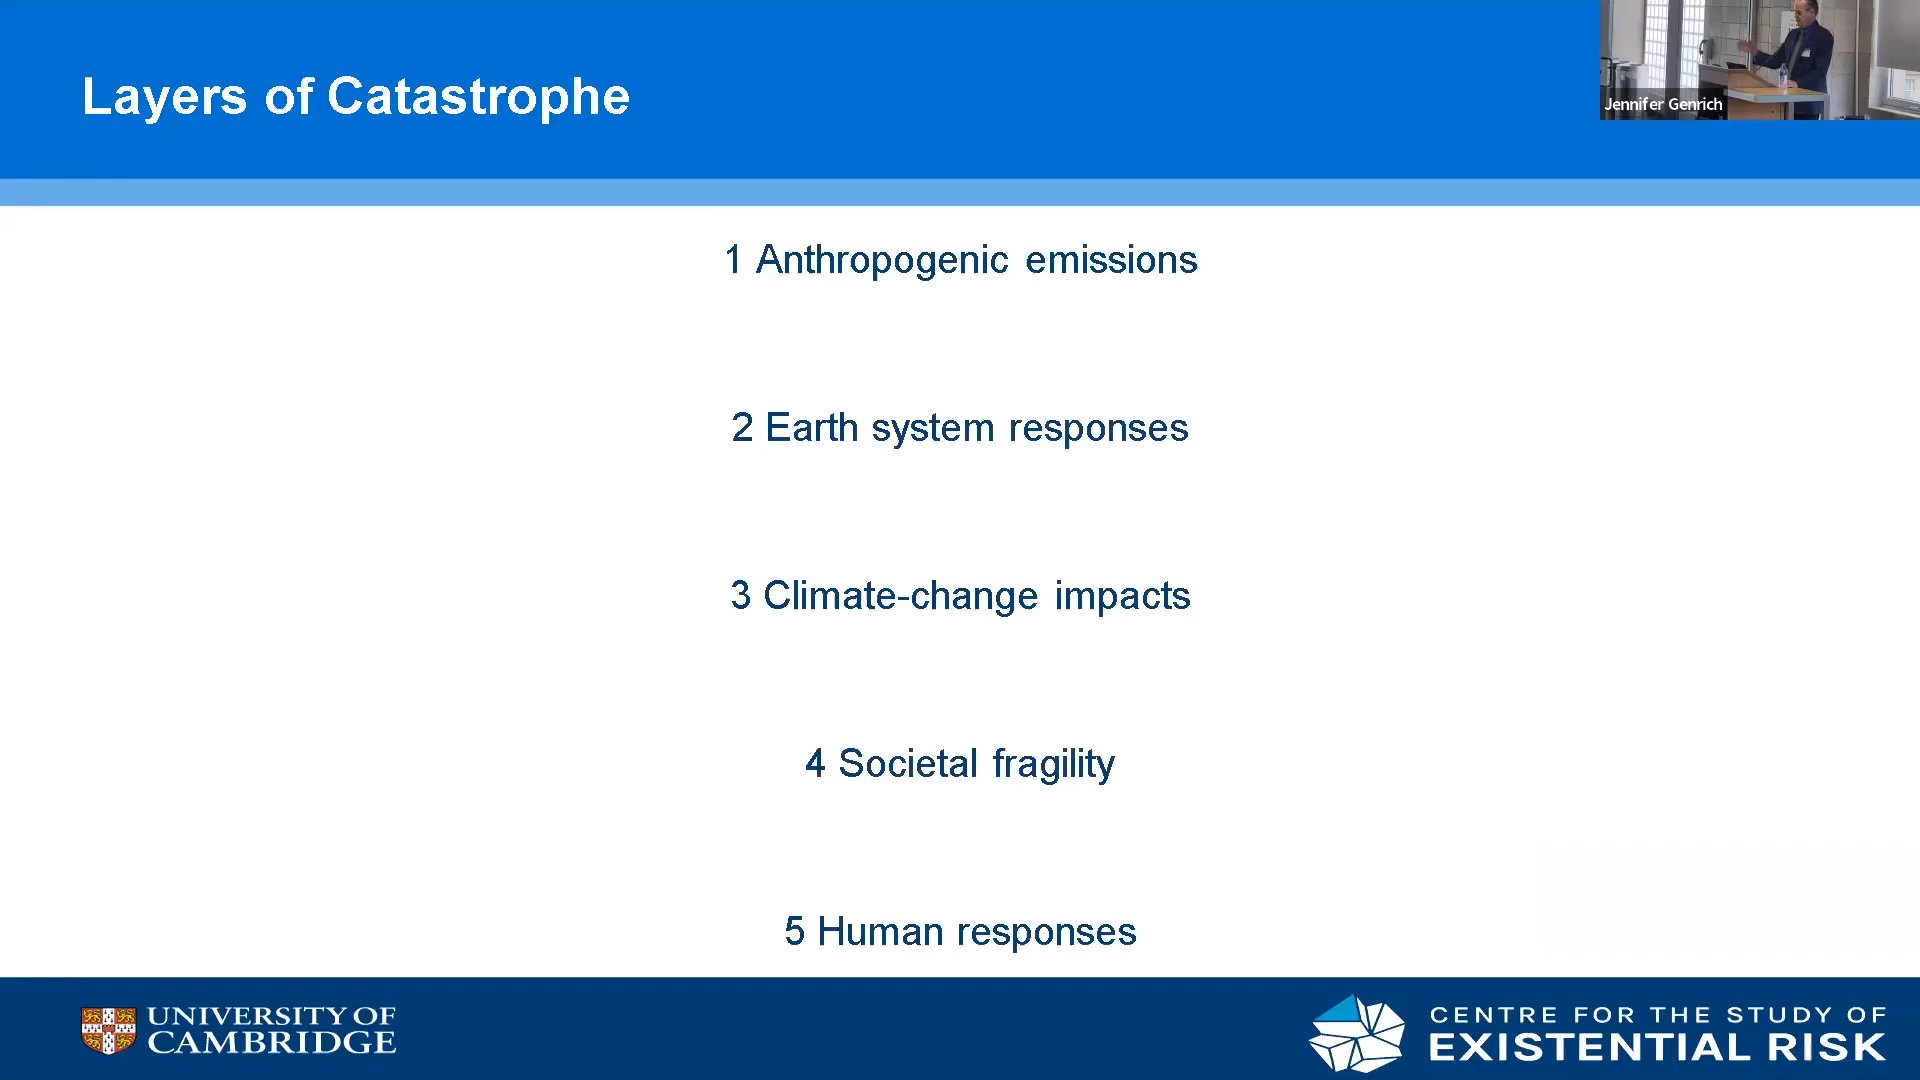 Layers of Catastrophe
Jennifer Genrich
1 Anthropogenic emissions
2 Earth system responses
3 Climate-change impacts
4 Societal fragility
5 Human responses
UNIVERSITY OF
CAMBRIDGE
CENTRE FOR THE STUDY OF
EXISTENTIAL RISK